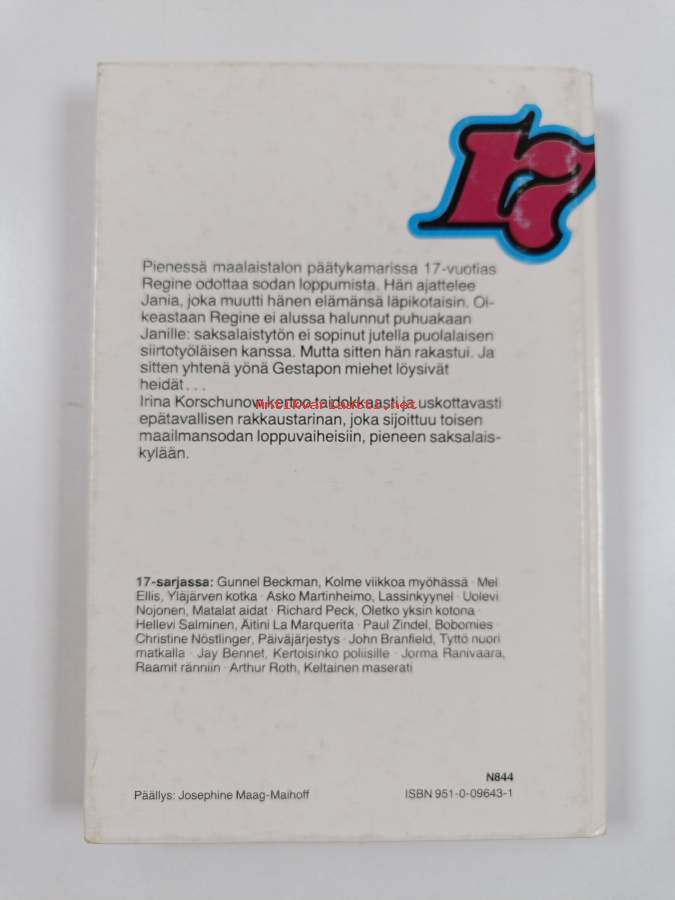 17
Pienessä maalaistalon päätykamarissa 17-vuotias
Regine odottaa sodan loppumista. Hän ajattelee
Jania, joka muutti hänen elämänsä läpikotaisin. Oi-
keastaan Regine ei alussa halunnut puhuakaan
Janille: saksalaistytön ei sopinut jutella puolalaisen
siirtotyöläisen kanssa. Mutta sitten hän rakastui. Ja
sitten yhtenä yönä Gestapon miehet löysivät
heidät...
Irina Korschunow kertoo taidokkaasti ja uskottavasti
Antikvariaatti.net
epätavallisen rakkaustarinan, joka sijoittuu toisen
maailmansodan loppuvaiheisiin, pieneen saksalais-
kylään.
17-sarjassa: Gunnel Beckman, Kolme viikkoa myöhässä · Mel
Ellis, Yläjärven kotka · Asko Martinheimo, Lassinkyynel · Uolevi
Nojonen, Matalat aidat · Richard Peck, Oletko yksin kotona ·
Hellevi Salminen, Äitini La Marquerita · Paul Zindel, Bobomies ·
Christine Nöstlinger, Päiväjärjestys · John Branfield, Tyttö nuori
matkalla · Jay Bennet, Kertoisinko poliisille · Jorma Ranivaara,
Raamit ränniin · Arthur Roth, Keltainen maserati
N844
Päällys: Josephine Maag-Maihoff
ISBN 951-0-09643-1